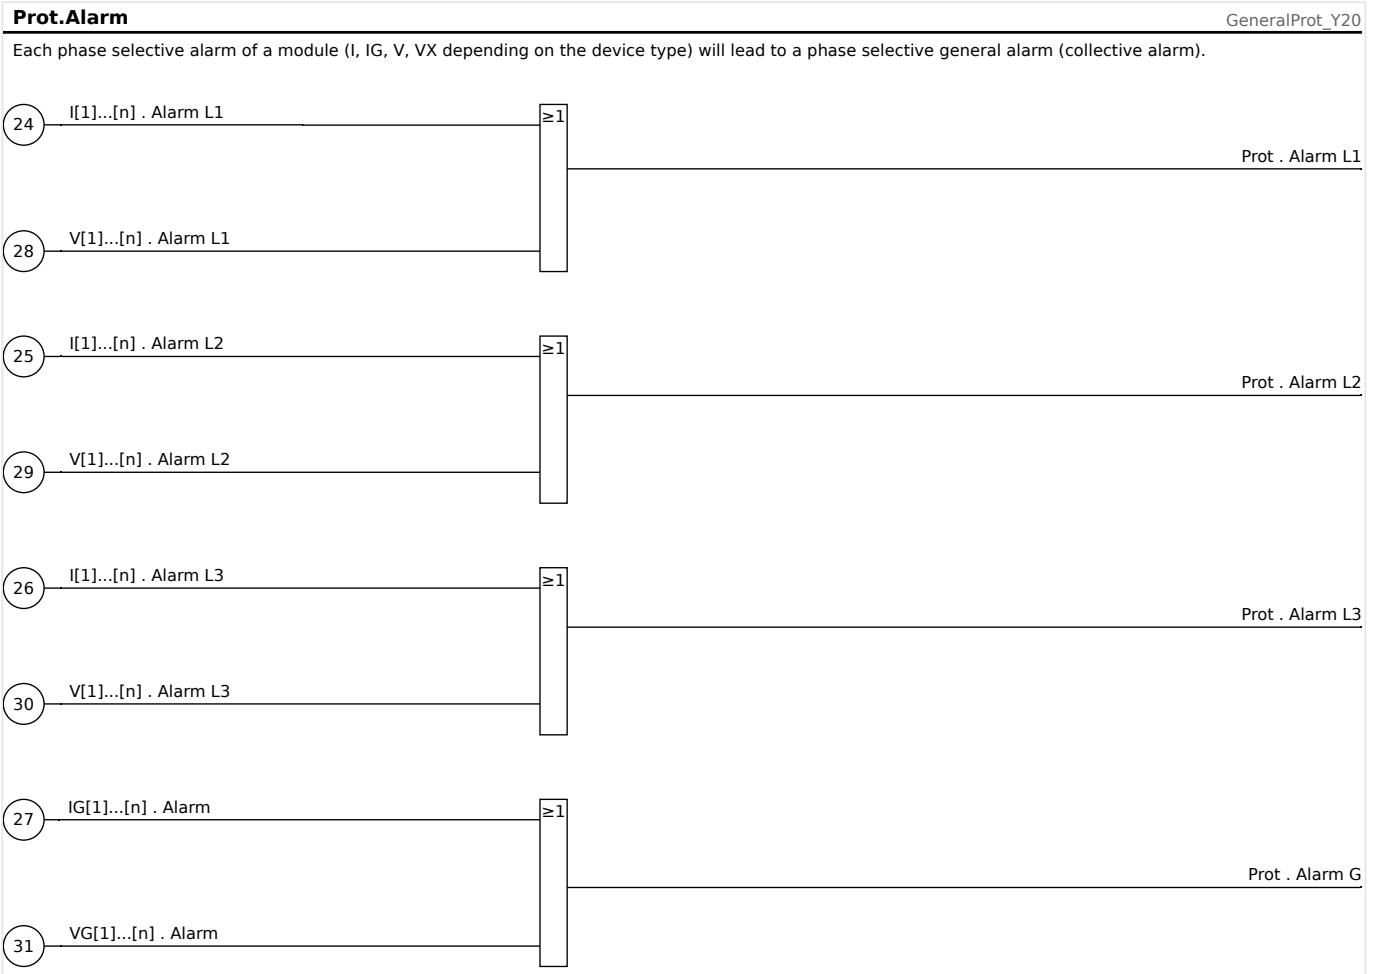 Prot.Alarm
GeneralProt_Y20
Each phase selective alarm of a module (I, IG, V, VX depending on the device type) will lead to a phase selective general alarm (collective alarm).
24
I[1]...[n] . Alarm L1
≥1
Prot . Alarm L1
28
V[1]...[n] . Alarm L1
25
I[1]...[n] . Alarm L2
≥1
Prot . Alarm L2
29
V[1]...[n] . Alarm L2
26
I[1]...[n] . Alarm L3
≥1
Prot . Alarm L3
30
V[1]...[n] . Alarm L3
27
IG[1]...[n] . Alarm
≥1
Prot . Alarm G
31
VG[1]...[n] . Alarm